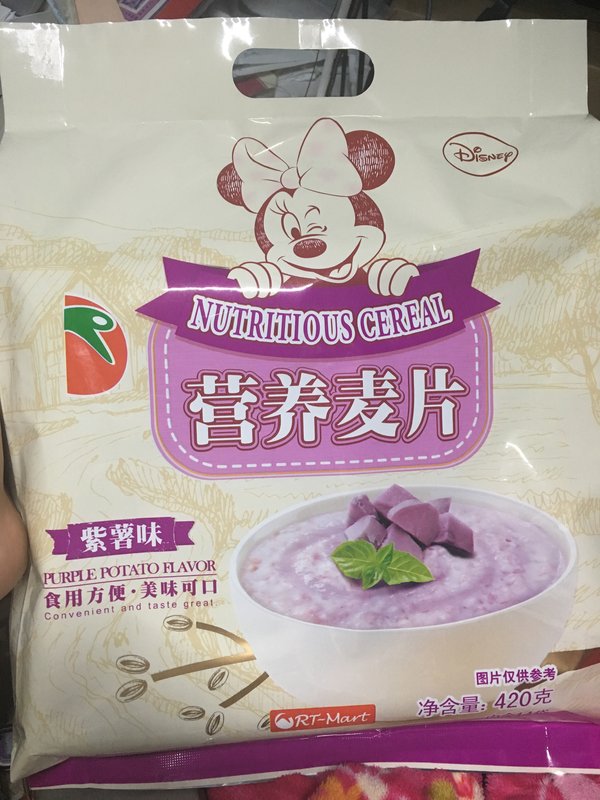 Disney
NUTRITIOUS CEREAL
营养麦片
紫薯味
PURPLE POTATO FLAVOR
食用方便·美味可口
Convenient and taste great.
图片仅供参考
净含量: 420克
RT-Mart